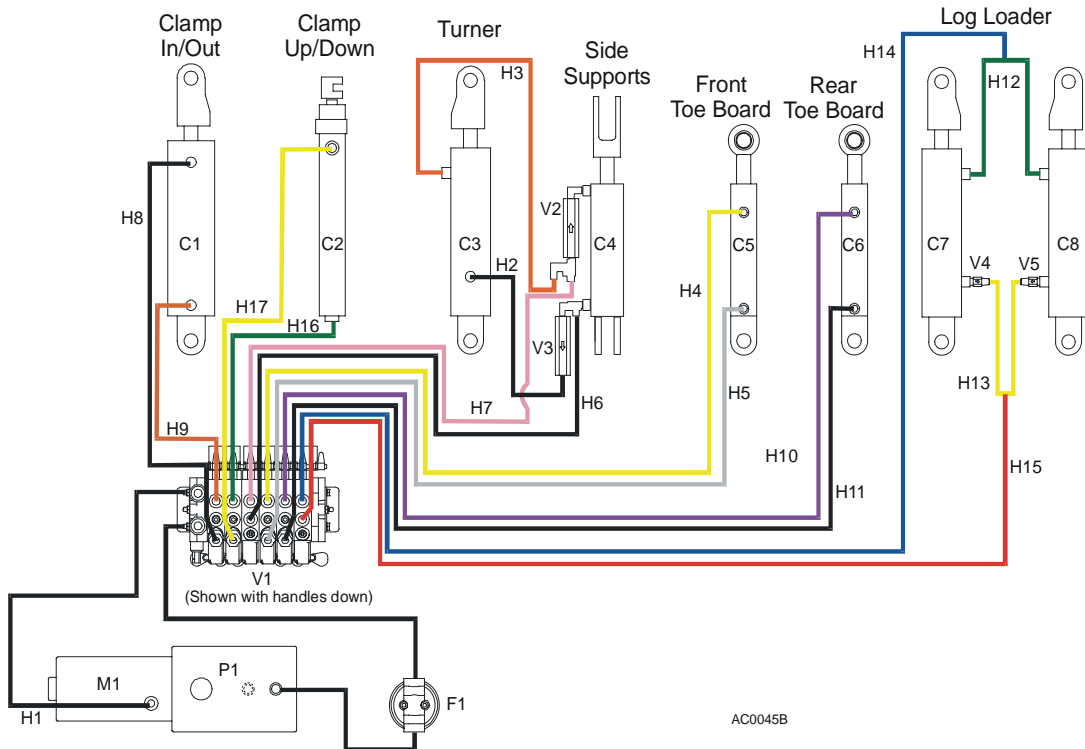 Clamp
In/Out
Clamp
Up/Down
Turner
Side
Supports
Front
Toe Board
Rear
Toe Board
Log Loader
H14
H3
H12
H8
C1
C2
C3
H2
V2
C4
C5
C6
C7
C8
V4
V5
H4
H17
H16
V3
H5
H13
H7
H6
H9
H10
H15
H11
V1
(Shown with handles down)
M1
P1
F1
H1
AC0045B